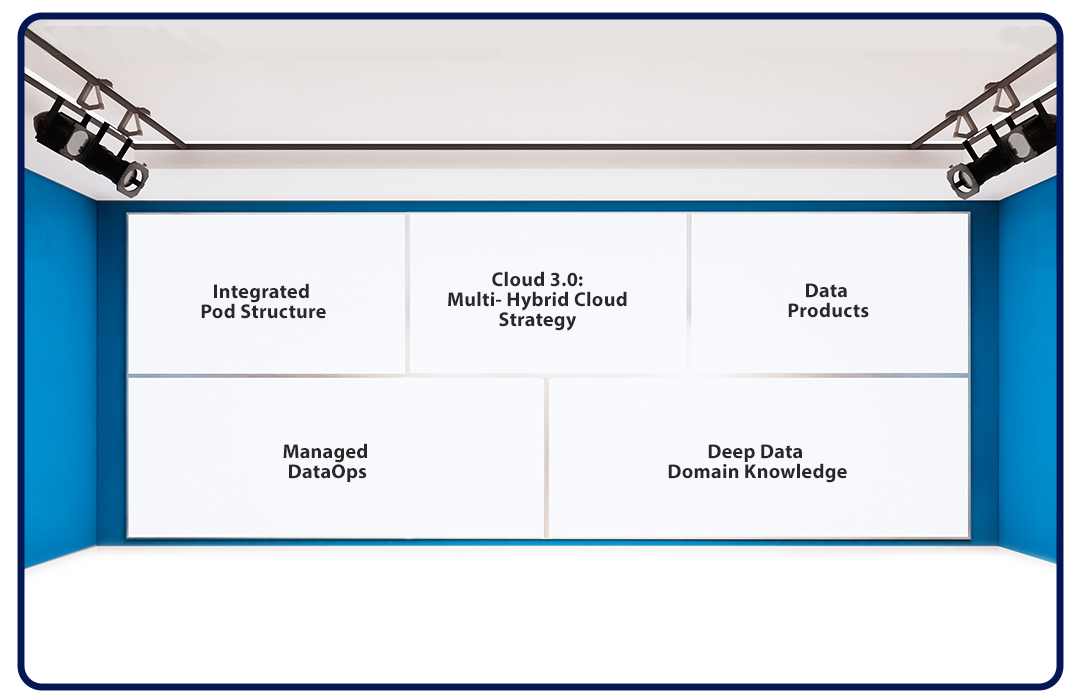 Integrated
Pod Structure
Cloud 3.0:
Multi- Hybrid Cloud
Strategy
Data
Products
Managed
DataOps
Deep Data
Domain Knowledge